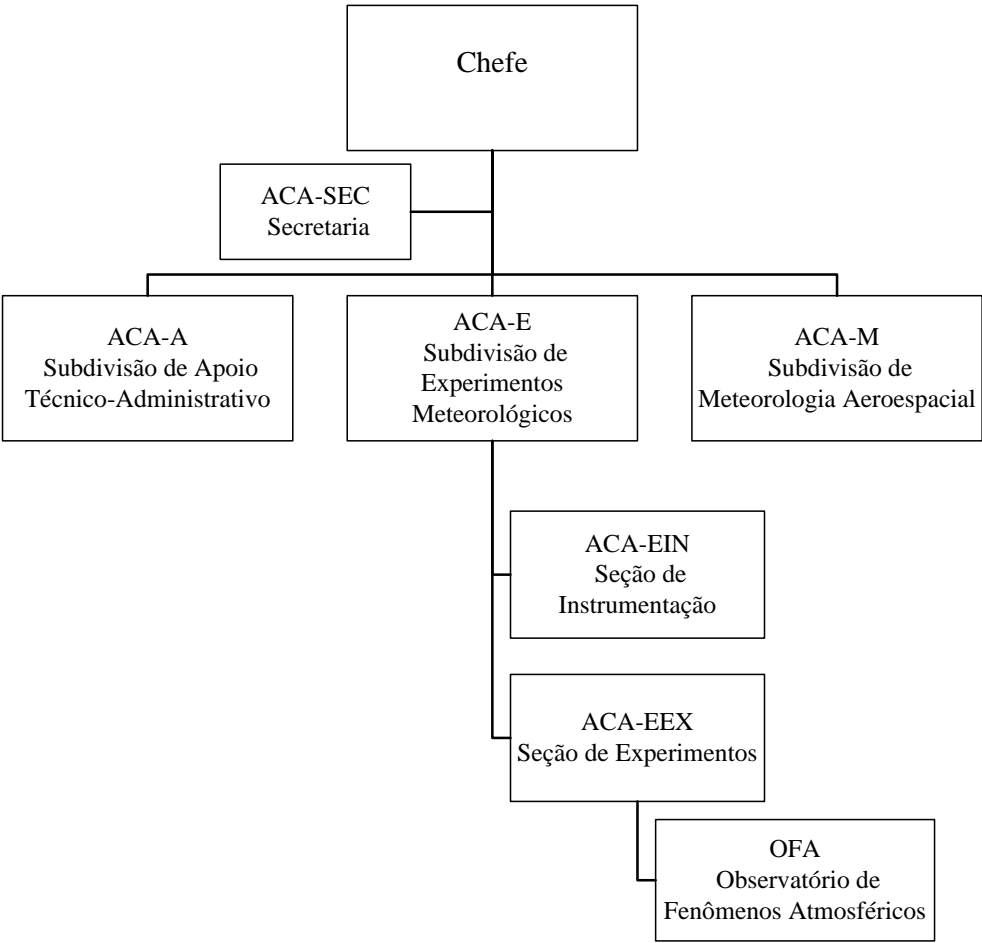 Chefe
ACA-SEC
Secretaria
ACA-A
Subdivisão de Apoio
Técnico-Administrativo
ACA-E
Subdivisão de
Experimentos
Meteorológicos
ACA-M
Subdivisão de
Meteorologia Aeroespacial
ACA-EIN
Seção de
Instrumentação
ACA-EEX
Seção de Experimentos
OFA
Observatório de
Fenômenos Atmosféricos